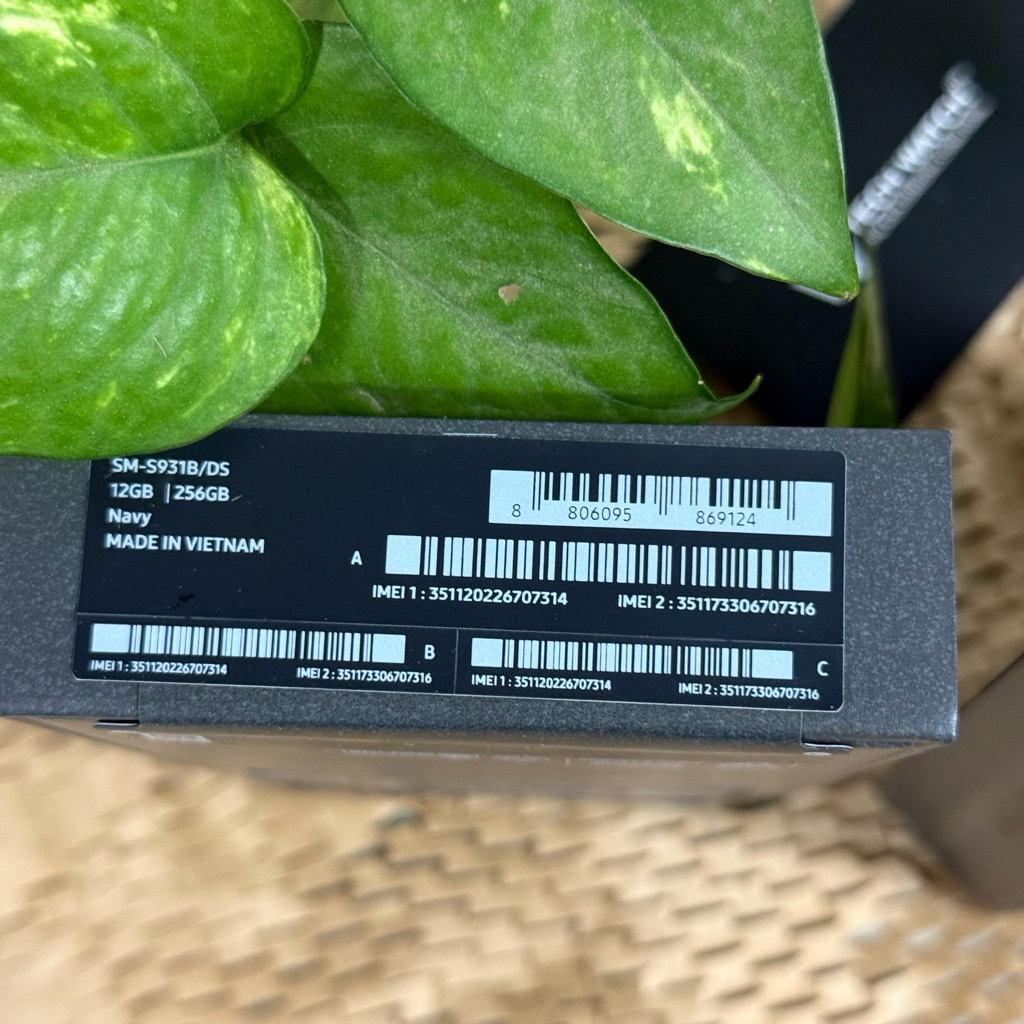 SM-S931B/DS
12GB | 256GB
Navy
MADE IN VIETNAM
8 806095 869124
A
IMEI 1 : 351120226707314 IMEI 2 : 351173306707316
B
IMEI 1 : 351120226707314 IMEI 2 : 351173306707316
C
IMEI 1 : 351120226707314 IMEI 2 : 351173306707316